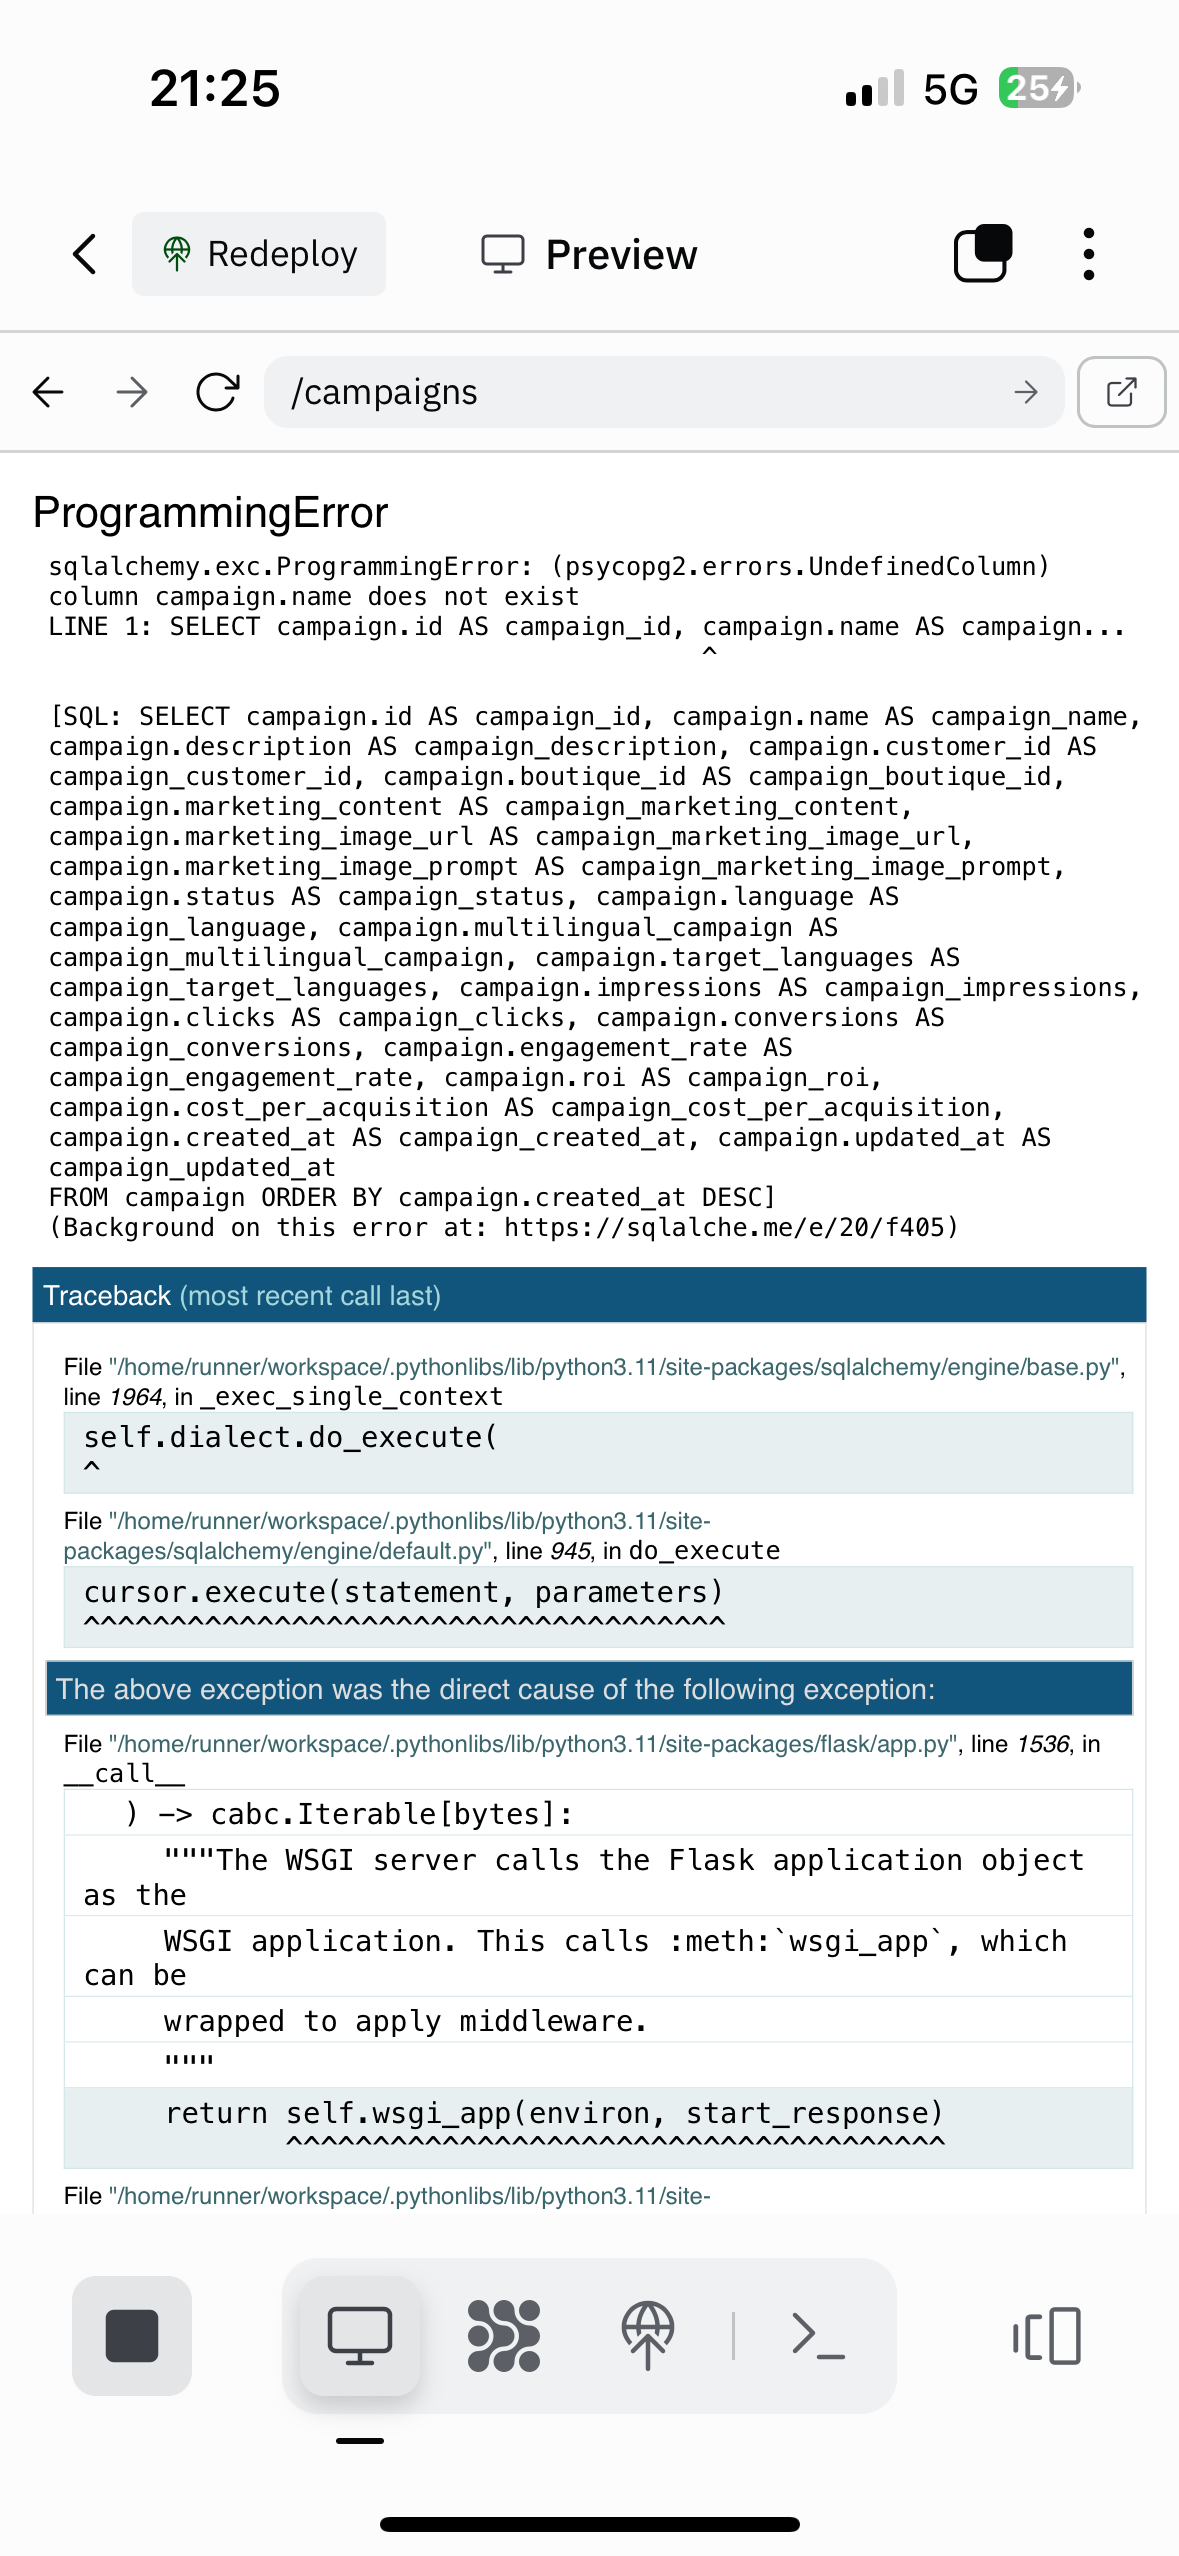 21:25
5G
25
Redeploy
Preview
/campaigns
ProgrammingError
sqlalchemy.exc.ProgrammingError: (psycopg2.errors.UndefinedColumn)
column campaign.name does not exist
LINE 1: SELECT campaign.id AS campaign_id, campaign.name AS campaign...
^
[SQL: SELECT campaign.id AS campaign_id, campaign.name AS campaign_name,
campaign.description AS campaign_description, campaign.customer_id AS
campaign_customer_id, campaign.boutique_id AS campaign_boutique_id,
campaign.marketing_content AS campaign_marketing_content,
campaign.marketing_image_url AS campaign_marketing_image_url,
campaign.marketing_image_prompt AS campaign_marketing_image_prompt,
campaign.status AS campaign_status, campaign.language AS
campaign_language, campaign.multilingual_campaign AS
campaign_multilingual_campaign, campaign.target_languages AS
campaign_target_languages, campaign.impressions AS campaign_impressions,
campaign.clicks AS campaign_clicks, campaign.conversions AS
campaign_conversions, campaign.engagement_rate AS
campaign_engagement_rate, campaign.roi AS campaign_roi,
campaign.cost_per_acquisition AS campaign_cost_per_acquisition,
campaign.created_at AS campaign_created_at, campaign.updated_at AS
campaign_updated_at
FROM campaign ORDER BY campaign.created_at DESC]
(Background on this error at: https://sqlalche.me/e/20/f405)
Traceback (most recent call last)
File "/home/runner/workspace/.pythonlibs/lib/python3.11/site-packages/sqlalchemy/engine/base.py",
line 1964, in _exec_single_context
self.dialect.do_execute(
^
File "/home/runner/workspace/.pythonlibs/lib/python3.11/site-
packages/sqlalchemy/engine/default.py", line 945, in do_execute
cursor.execute(statement, parameters)
^^^^^^^^^^^^^^^^^^^^^^^^^^^^^^^^^^^^^
The above exception was the direct cause of the following exception:
File "/home/runner/workspace/.pythonlibs/lib/python3.11/site-packages/flask/app.py", line 1536, in
__call__
) -> cabc.Iterable[bytes]:
"""The WSGI server calls the Flask application object
as the
WSGI application. This calls :meth:`wsgi_app`, which
can be
wrapped to apply middleware.
"""
return self.wsgi_app(environ, start_response)
^^^^^^^^^^^^^^^^^^^^^^^^^^^^^^^^^^^^^^
File "/home/runner/workspace/.pythonlibs/lib/python3.11/site-